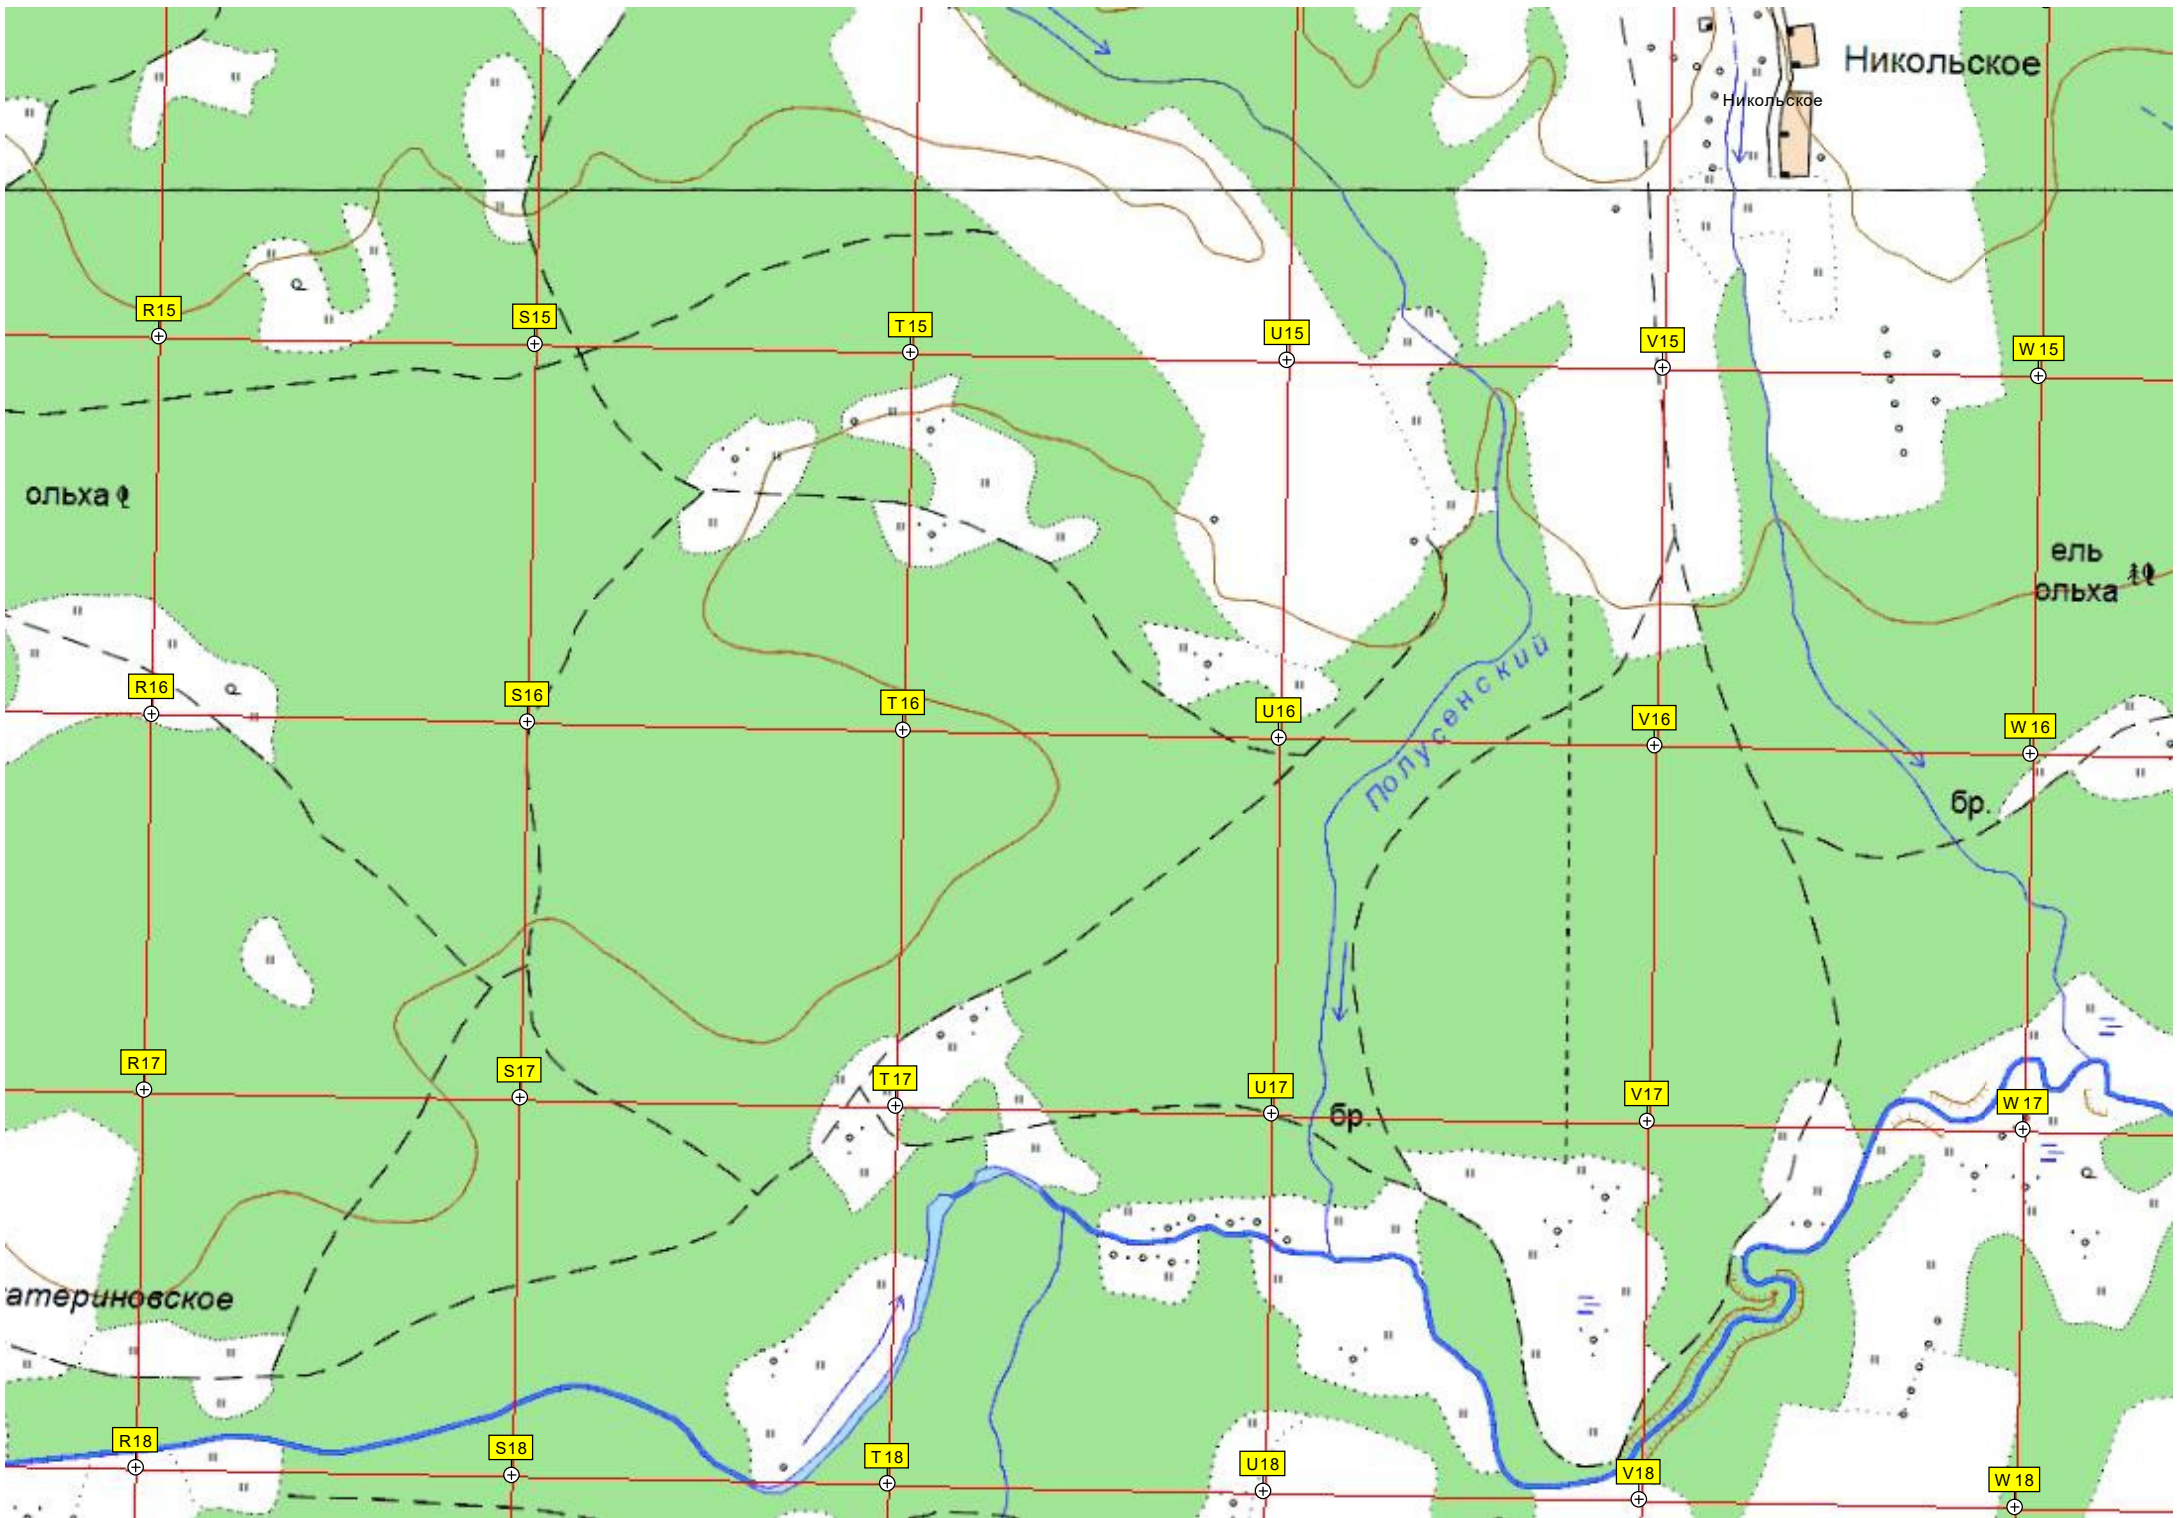 Никольское
Никольское
R15
S15
T15
U15
V15
W15
ольха
ель
ольха
R16
S16
T16
U16
V16
W16
Полусенский
бр.
R17
S17
T17
U17
V17
W17
бр.
атериновское
R18
S18
T18
U18
V18
W18